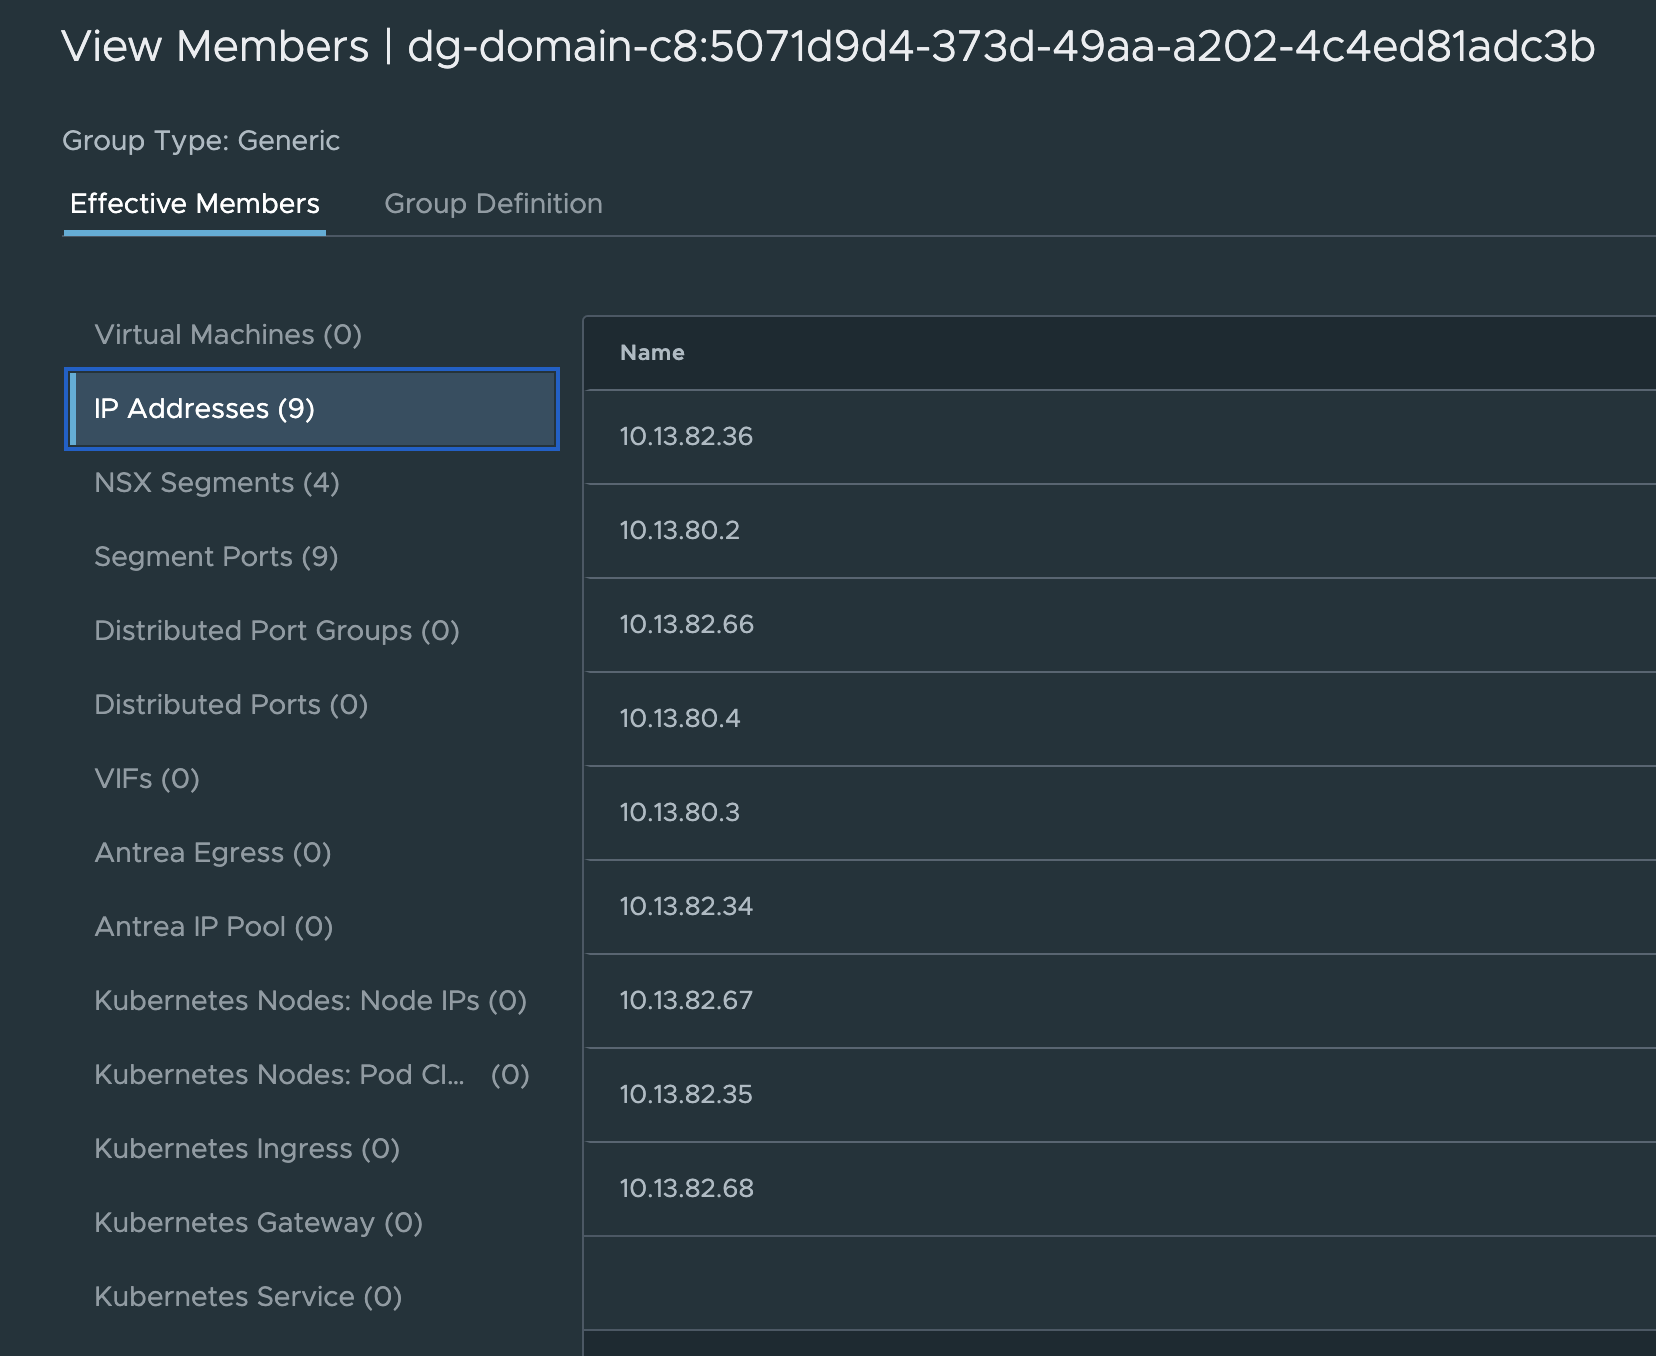 View Members | dg-domain-c8:5071d9d4-373d-49aa-a202-4c4ed81adc3b
Group Type: Generic
Effective Members
Group Definition
Virtual Machines (0)
IP Addresses (9)
NSX Segments (4)
Segment Ports (9)
Distributed Port Groups (0)
Distributed Ports (0)
VIFs (0)
Antrea Egress (0)
Antrea IP Pool (0)
Kubernetes Nodes: Node IPs (0)
Kubernetes Nodes: Pod Cl... (0)
Kubernetes Ingress (0)
Kubernetes Gateway (0)
Kubernetes Service (0)
Name
10.13.82.36
10.13.80.2
10.13.82.66
10.13.80.4
10.13.80.3
10.13.82.34
10.13.82.67
10.13.82.35
10.13.82.68